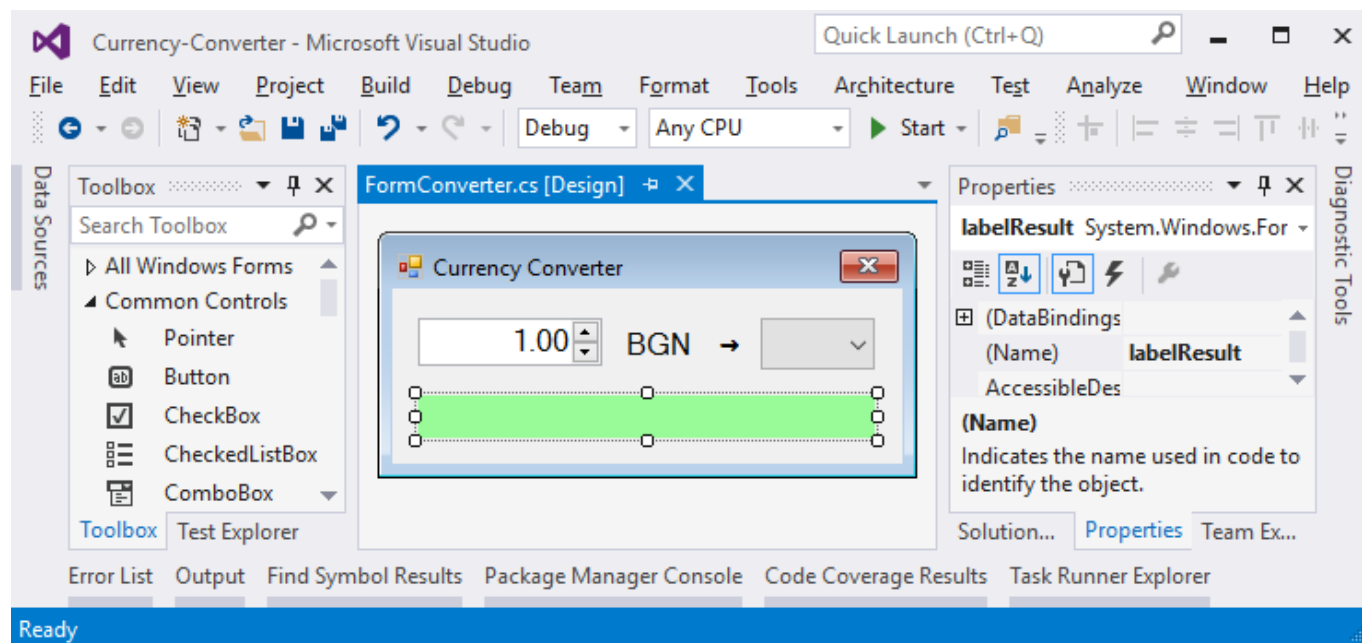 Currency-Converter - Microsoft Visual Studio
Quick Launch (Ctrl+Q)
File Edit View Project Build Debug Team Format Tools Architecture Test Analyze Window Help
Debug Any CPU Start
Data Sources
Toolbox
Search Toolbox
All Windows Forms
Common Controls
Pointer
Button
CheckBox
CheckedListBox
ComboBox
Toolbox Test Explorer
FormConverter.cs [Design]
Currency Converter
1.00 BGN →
Properties
labelResult System.Windows.For
(DataBindings
(Name) labelResult
AccessibleDes
(Name)
Indicates the name used in code to
identify the object.
Solution... Properties Team Ex...
Diagnostic Tools
Error List Output Find Symbol Results Package Manager Console Code Coverage Results Task Runner Explorer
Ready